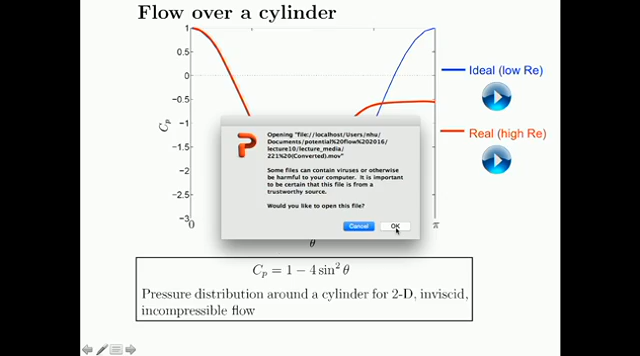 Flow over a cylinder
1
0.5
0
−0.5
−1
−1.5
−2
−2.5
−3
0
π
C_p
θ
Ideal (low Re)
Real (high Re)
P
Opening "file://localhost/Users/nhu/
Documents/potential%20flow%202016/
lecture10/lecture_media/
221%20(Converted).mov"
Some files can contain viruses or otherwise
be harmful to your computer. It is important
to be certain that this file is from a
trustworthy source.
Would you like to open this file?
Cancel
OK
C_p = 1 − 4 sin² θ
Pressure distribution around a cylinder for 2-D, inviscid,
incompressible flow